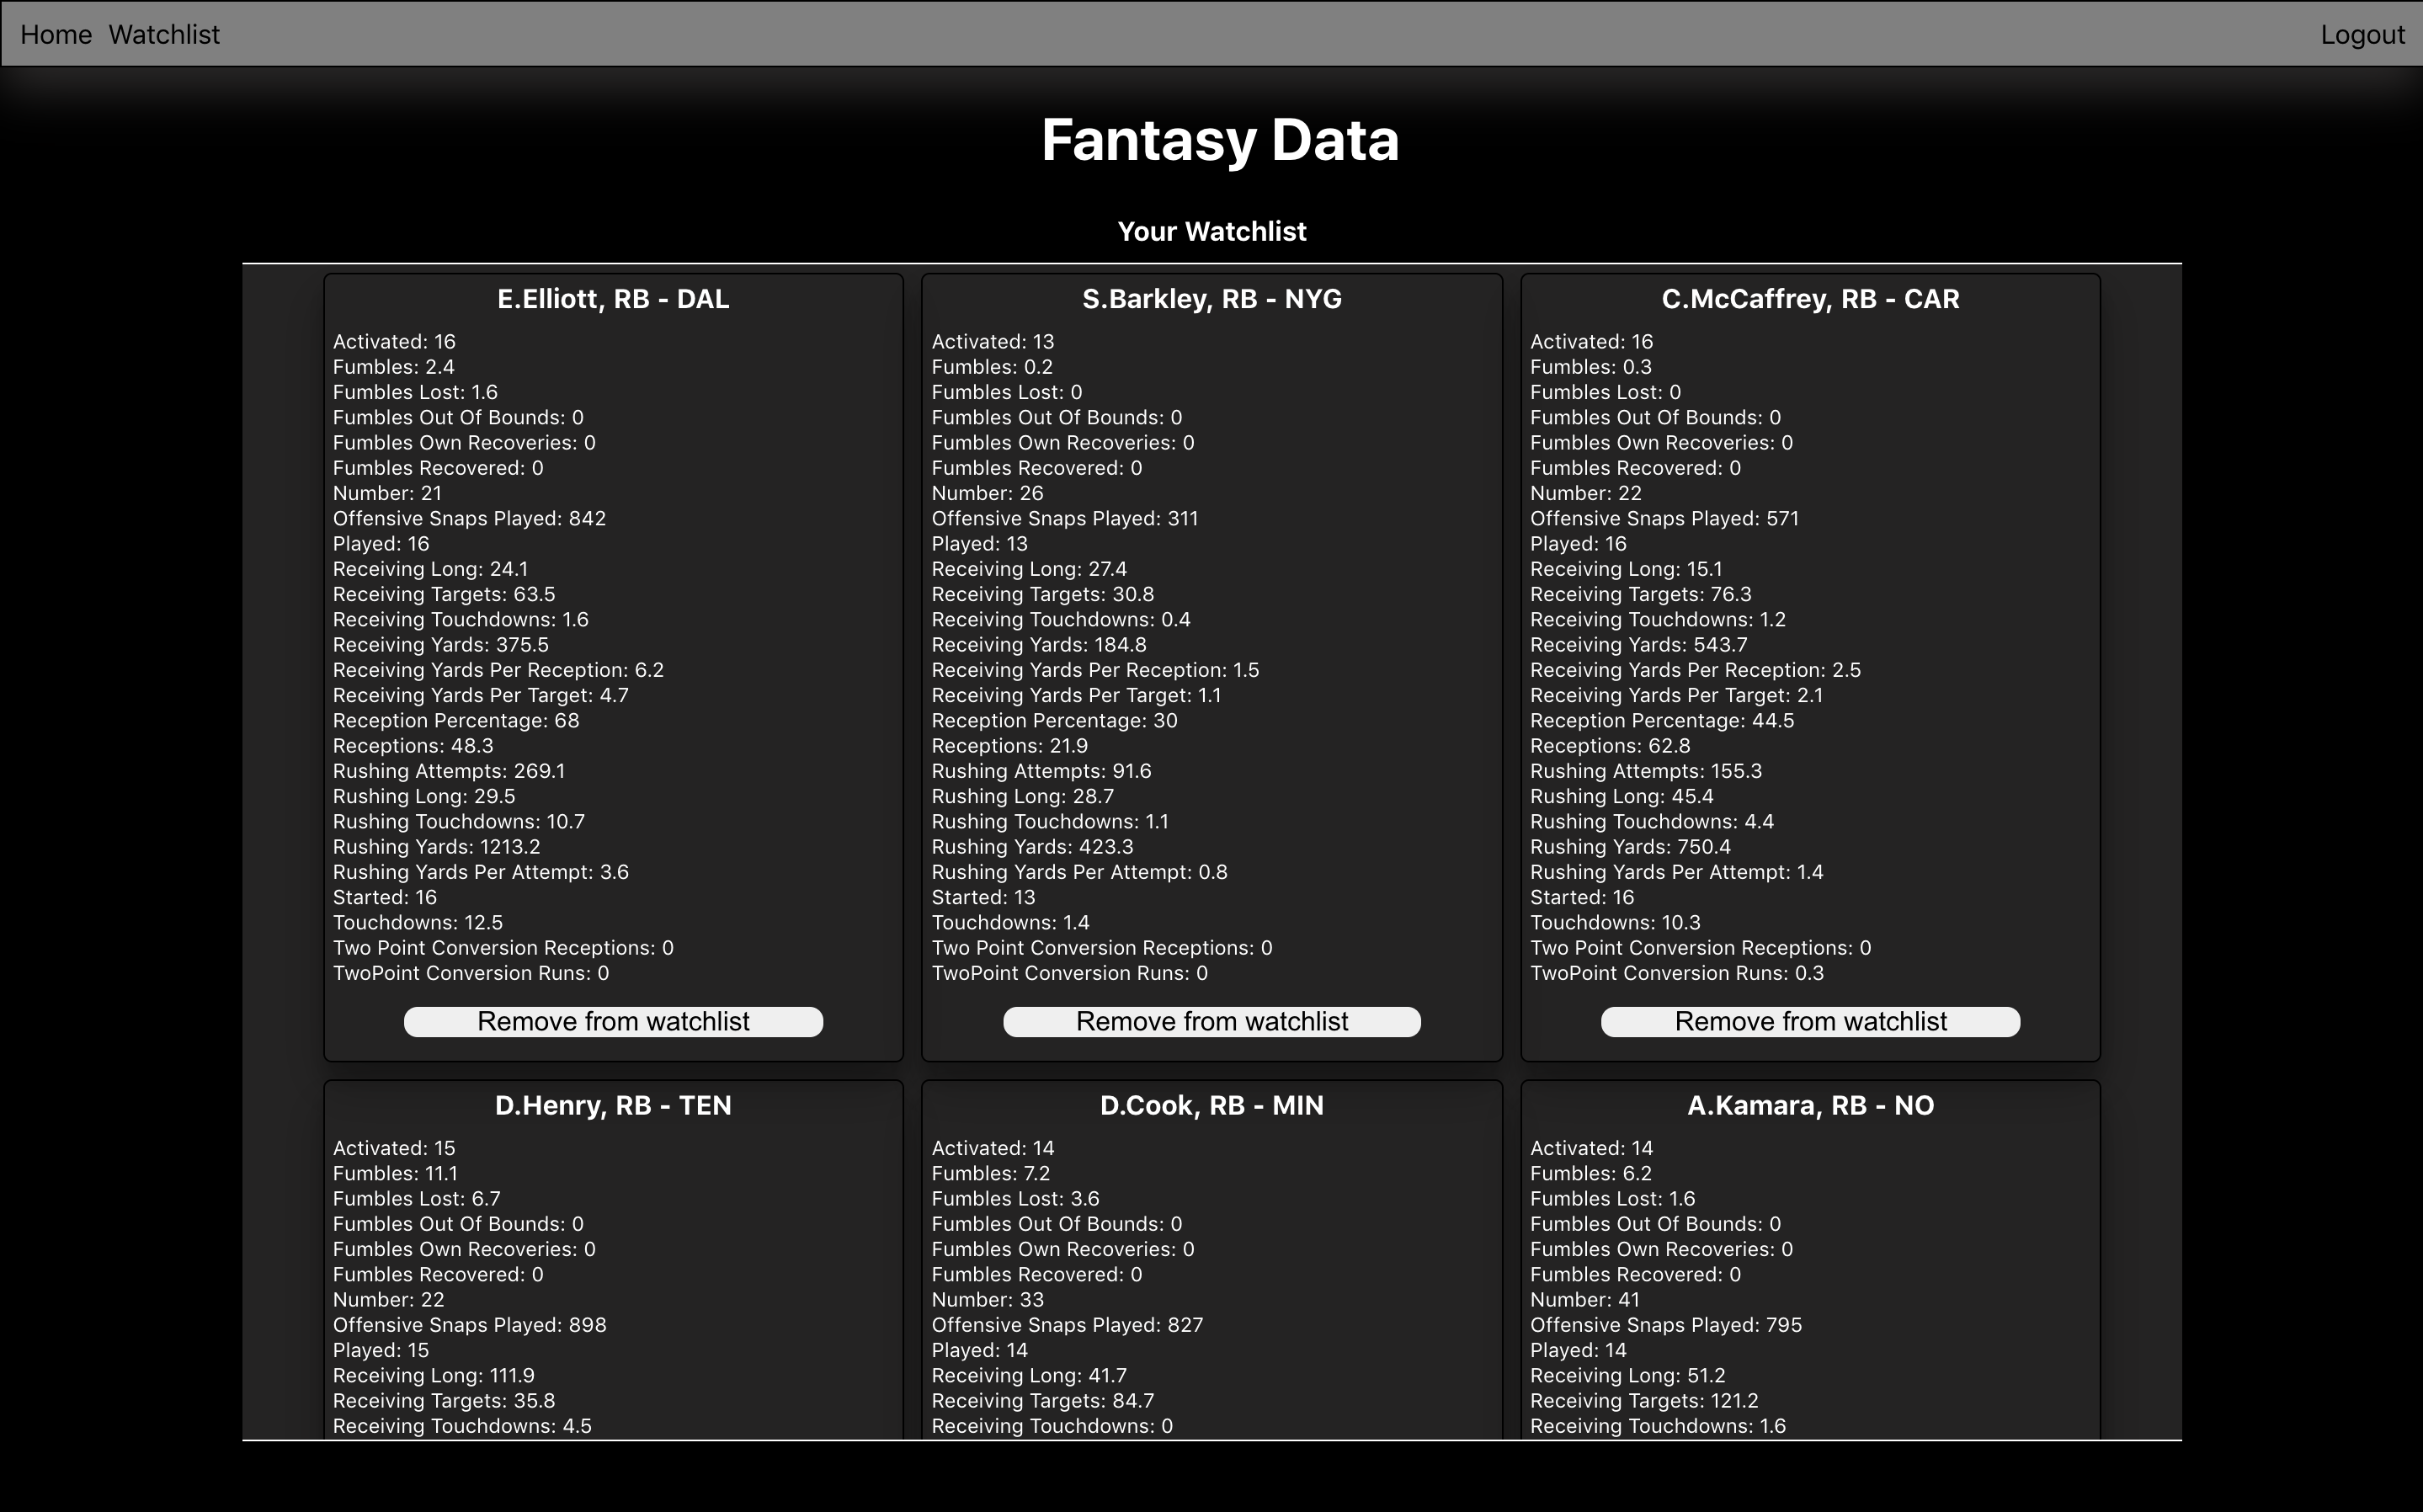 Home Watchlist Logout
Fantasy Data
Your Watchlist
E.Elliott, RB - DAL
Activated: 16
Fumbles: 2.4
Fumbles Lost: 1.6
Fumbles Out Of Bounds: 0
Fumbles Own Recoveries: 0
Fumbles Recovered: 0
Number: 21
Offensive Snaps Played: 842
Played: 16
Receiving Long: 24.1
Receiving Targets: 63.5
Receiving Touchdowns: 1.6
Receiving Yards: 375.5
Receiving Yards Per Reception: 6.2
Receiving Yards Per Target: 4.7
Reception Percentage: 68
Receptions: 48.3
Rushing Attempts: 269.1
Rushing Long: 29.5
Rushing Touchdowns: 10.7
Rushing Yards: 1213.2
Rushing Yards Per Attempt: 3.6
Started: 16
Touchdowns: 12.5
Two Point Conversion Receptions: 0
TwoPoint Conversion Runs: 0
Remove from watchlist
S.Barkley, RB - NYG
Activated: 13
Fumbles: 0.2
Fumbles Lost: 0
Fumbles Out Of Bounds: 0
Fumbles Own Recoveries: 0
Fumbles Recovered: 0
Number: 26
Offensive Snaps Played: 311
Played: 13
Receiving Long: 27.4
Receiving Targets: 30.8
Receiving Touchdowns: 0.4
Receiving Yards: 184.8
Receiving Yards Per Reception: 1.5
Receiving Yards Per Target: 1.1
Reception Percentage: 30
Receptions: 21.9
Rushing Attempts: 91.6
Rushing Long: 28.7
Rushing Touchdowns: 1.1
Rushing Yards: 423.3
Rushing Yards Per Attempt: 0.8
Started: 13
Touchdowns: 1.4
Two Point Conversion Receptions: 0
TwoPoint Conversion Runs: 0
Remove from watchlist
C.McCaffrey, RB - CAR
Activated: 16
Fumbles: 0.3
Fumbles Lost: 0
Fumbles Out Of Bounds: 0
Fumbles Own Recoveries: 0
Fumbles Recovered: 0
Number: 22
Offensive Snaps Played: 571
Played: 16
Receiving Long: 15.1
Receiving Targets: 76.3
Receiving Touchdowns: 1.2
Receiving Yards: 543.7
Receiving Yards Per Reception: 2.5
Receiving Yards Per Target: 2.1
Reception Percentage: 44.5
Receptions: 62.8
Rushing Attempts: 155.3
Rushing Long: 45.4
Rushing Touchdowns: 4.4
Rushing Yards: 750.4
Rushing Yards Per Attempt: 1.4
Started: 16
Touchdowns: 10.3
Two Point Conversion Receptions: 0
TwoPoint Conversion Runs: 0.3
Remove from watchlist
D.Henry, RB - TEN
Activated: 15
Fumbles: 11.1
Fumbles Lost: 6.7
Fumbles Out Of Bounds: 0
Fumbles Own Recoveries: 0
Fumbles Recovered: 0
Number: 22
Offensive Snaps Played: 898
Played: 15
Receiving Long: 111.9
Receiving Targets: 35.8
Receiving Touchdowns: 4.5
D.Cook, RB - MIN
Activated: 14
Fumbles: 7.2
Fumbles Lost: 3.6
Fumbles Out Of Bounds: 0
Fumbles Own Recoveries: 0
Fumbles Recovered: 0
Number: 33
Offensive Snaps Played: 827
Played: 14
Receiving Long: 41.7
Receiving Targets: 84.7
Receiving Touchdowns: 0
A.Kamara, RB - NO
Activated: 14
Fumbles: 6.2
Fumbles Lost: 1.6
Fumbles Out Of Bounds: 0
Fumbles Own Recoveries: 0
Fumbles Recovered: 0
Number: 41
Offensive Snaps Played: 795
Played: 14
Receiving Long: 51.2
Receiving Targets: 121.2
Receiving Touchdowns: 1.6